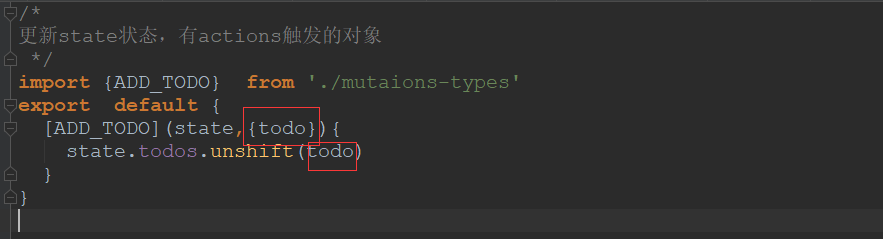 /*
更新state状态，有actions触发的对象
*/
import {ADD_TODO}  from './mutaions-types'
export  default {
[ADD_TODO](state,{todo}){
state.todos.unshift(todo)
}
}